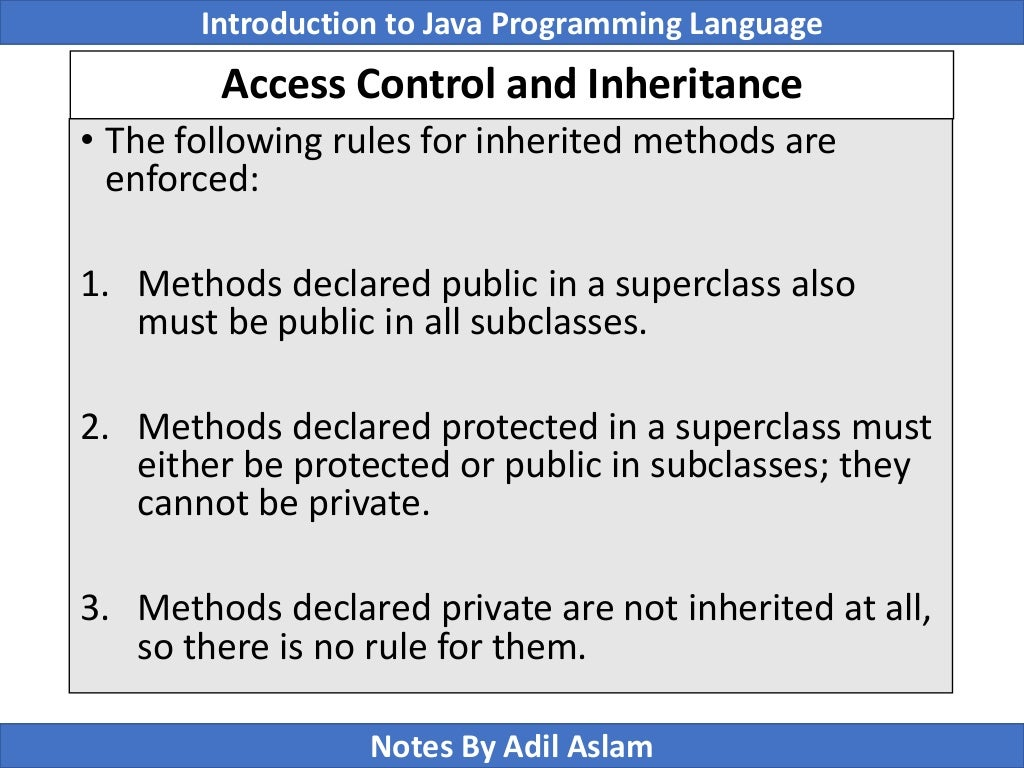 Introduction to Java Programming Language
Access Control and Inheritance
• The following rules for inherited methods are
enforced:
1. Methods declared public in a superclass also
must be public in all subclasses.
2. Methods declared protected in a superclass must
either be protected or public in subclasses; they
cannot be private.
3. Methods declared private are not inherited at all,
so there is no rule for them.
Notes By Adil Aslam